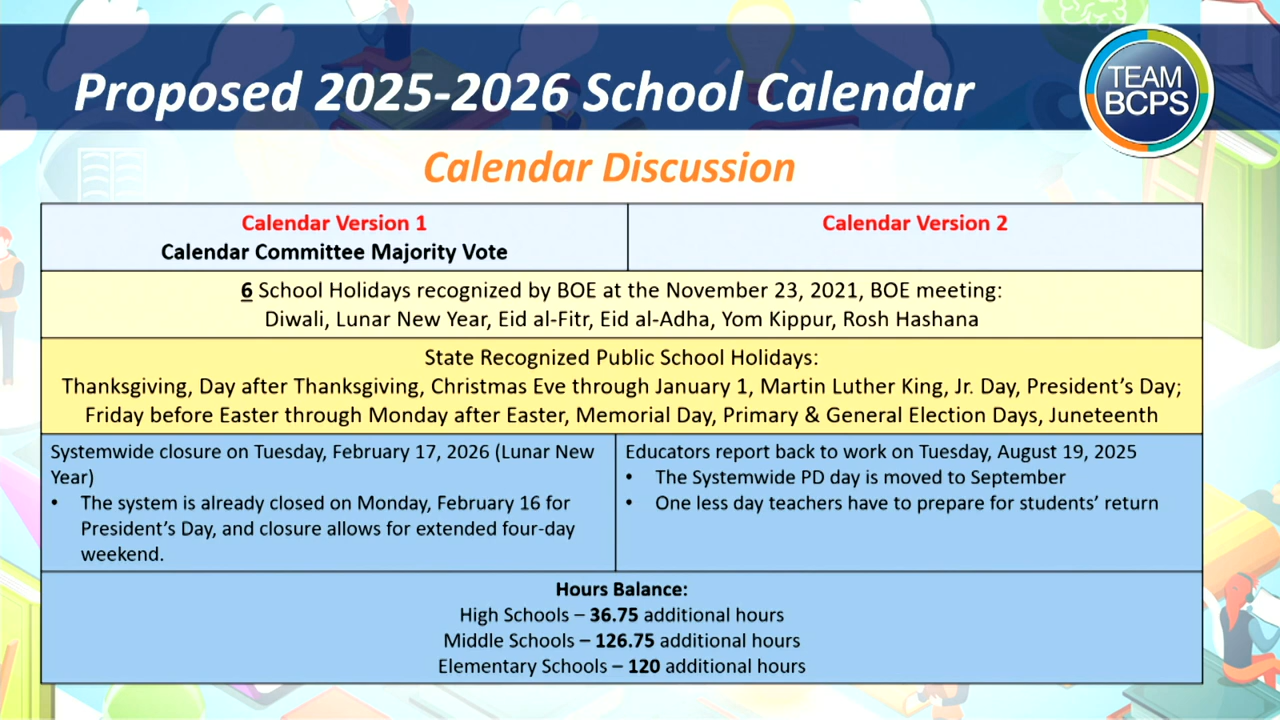 Proposed 2025-2026 School Calendar
TEAM
BCPS
Calendar Discussion
Calendar Version 1
Calendar Committee Majority Vote
Calendar Version 2
6 School Holidays recognized by BOE at the November 23, 2021, BOE meeting:
Diwali, Lunar New Year, Eid al-Fitr, Eid al-Adha, Yom Kippur, Rosh Hashana
State Recognized Public School Holidays:
Thanksgiving, Day after Thanksgiving, Christmas Eve through January 1, Martin Luther King, Jr. Day, President's Day;
Friday before Easter through Monday after Easter, Memorial Day, Primary & General Election Days, Juneteenth
Systemwide closure on Tuesday, February 17, 2026 (Lunar New
Year)
• The system is already closed on Monday, February 16 for
President's Day, and closure allows for extended four-day
weekend.
Educators report back to work on Tuesday, August 19, 2025
• The Systemwide PD day is moved to September
• One less day teachers have to prepare for students' return
Hours Balance:
High Schools – 36.75 additional hours
Middle Schools – 126.75 additional hours
Elementary Schools – 120 additional hours